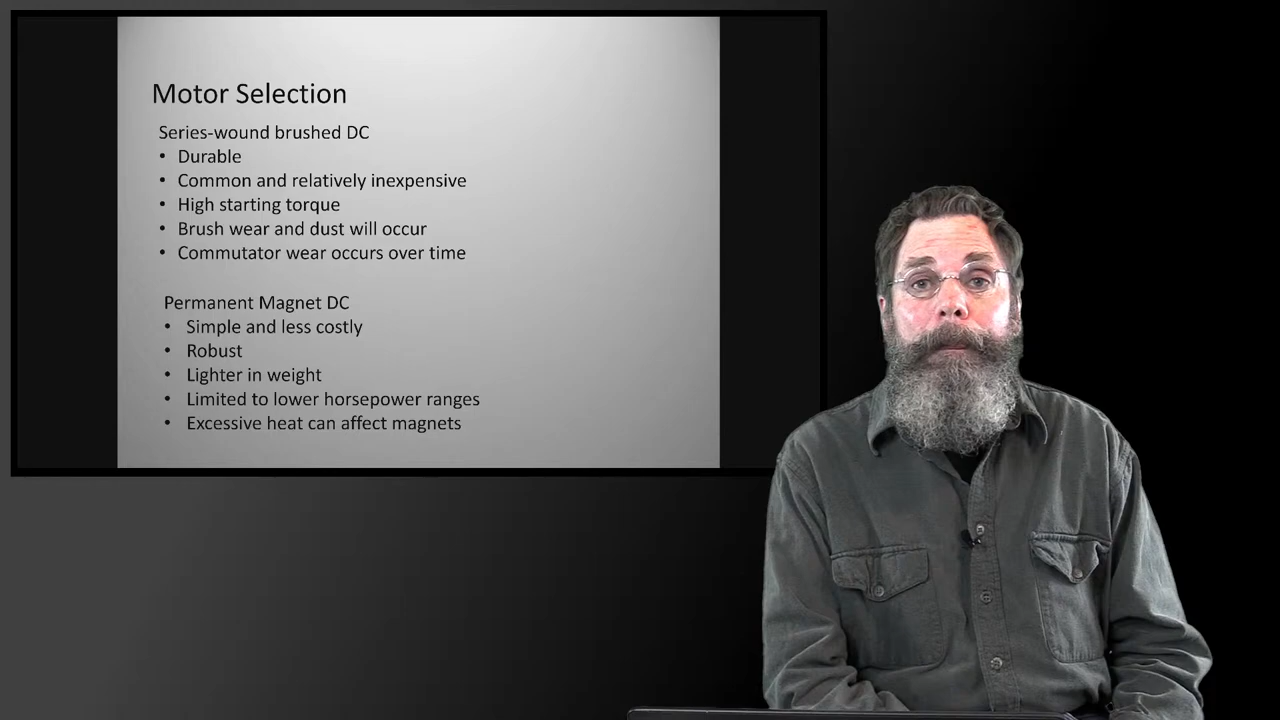 Motor Selection
Series-wound brushed DC
• Durable
• Common and relatively inexpensive
• High starting torque
• Brush wear and dust will occur
• Commutator wear occurs over time
Permanent Magnet DC
• Simple and less costly
• Robust
• Lighter in weight
• Limited to lower horsepower ranges
• Excessive heat can affect magnets